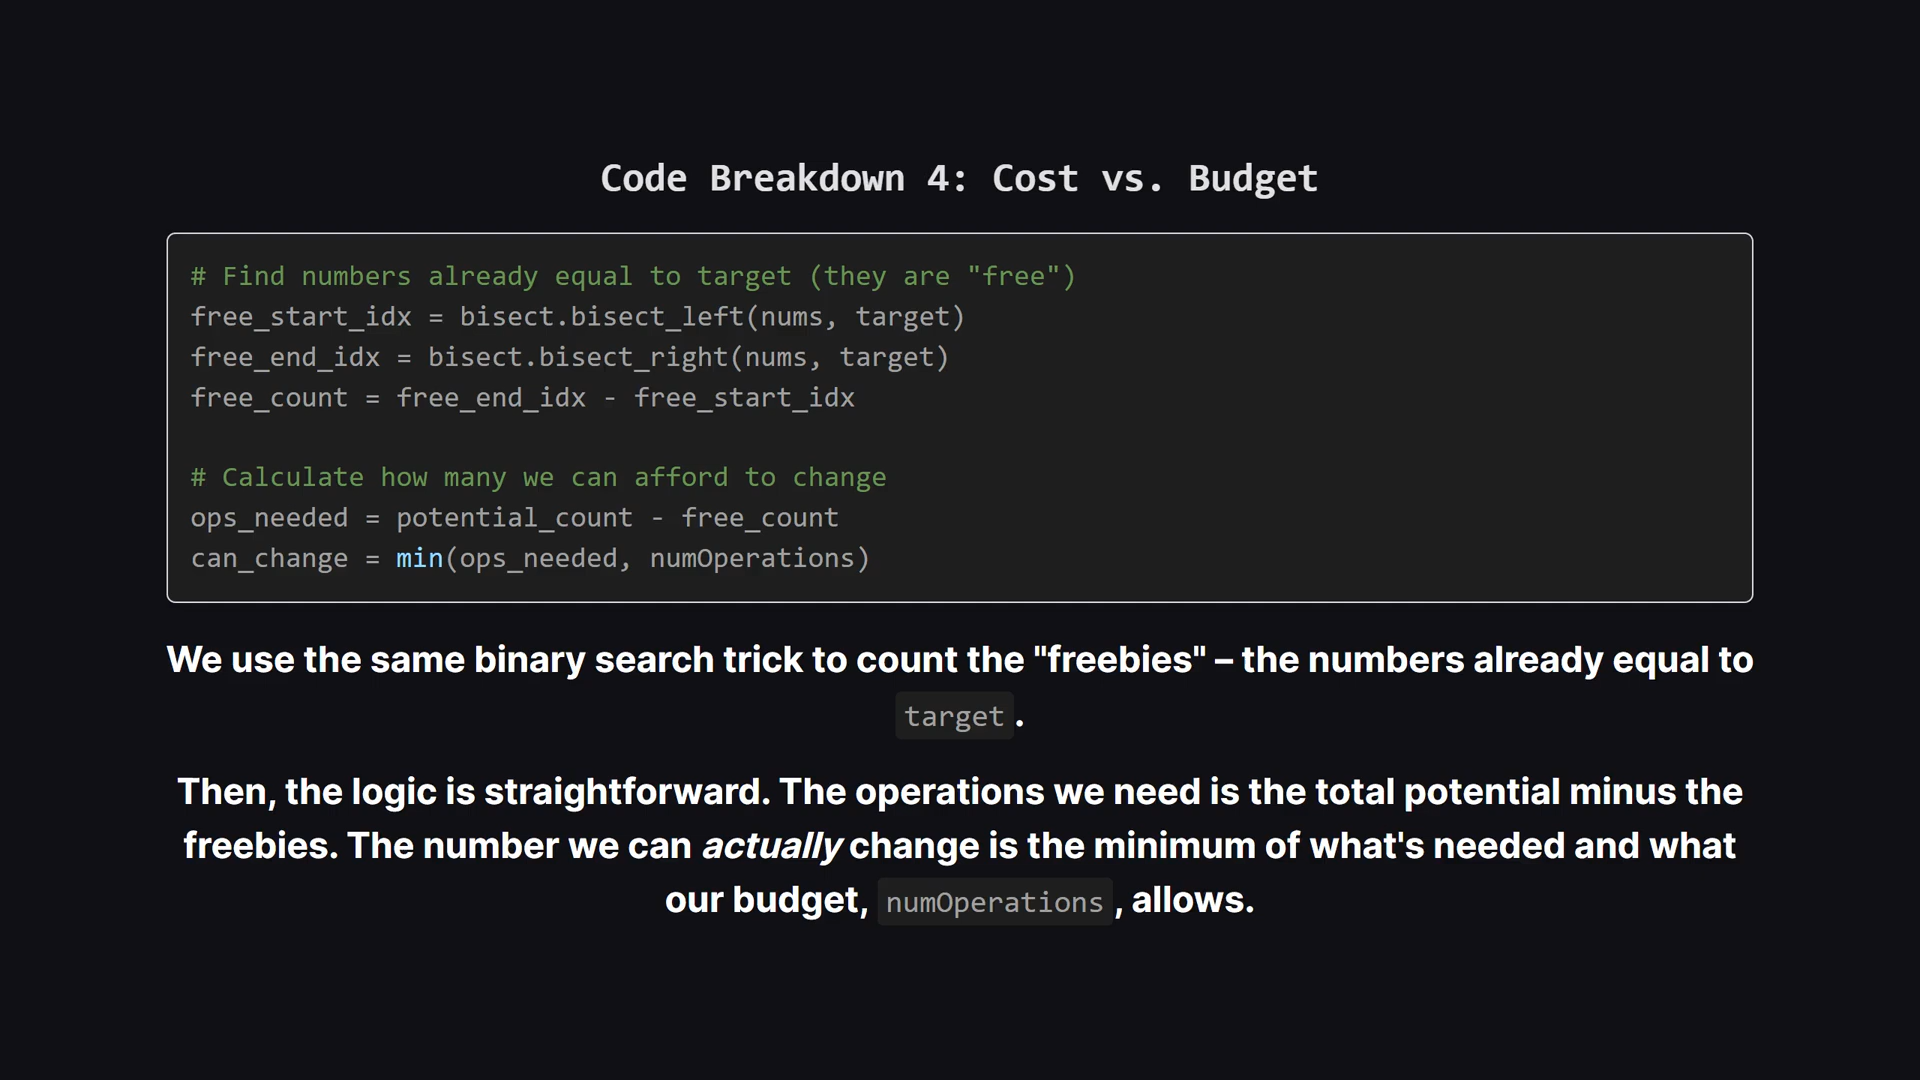 Code Breakdown 4: Cost vs. Budget
# Find numbers already equal to target (they are "free")
free_start_idx = bisect.bisect_left(nums, target)
free_end_idx = bisect.bisect_right(nums, target)
free_count = free_end_idx - free_start_idx
# Calculate how many we can afford to change
ops_needed = potential_count - free_count
can_change = min(ops_needed, numOperations)
We use the same binary search trick to count the "freebies" – the numbers already equal to
target.
Then, the logic is straightforward. The operations we need is the total potential minus the
freebies. The number we can actually change is the minimum of what's needed and what
our budget, numOperations, allows.